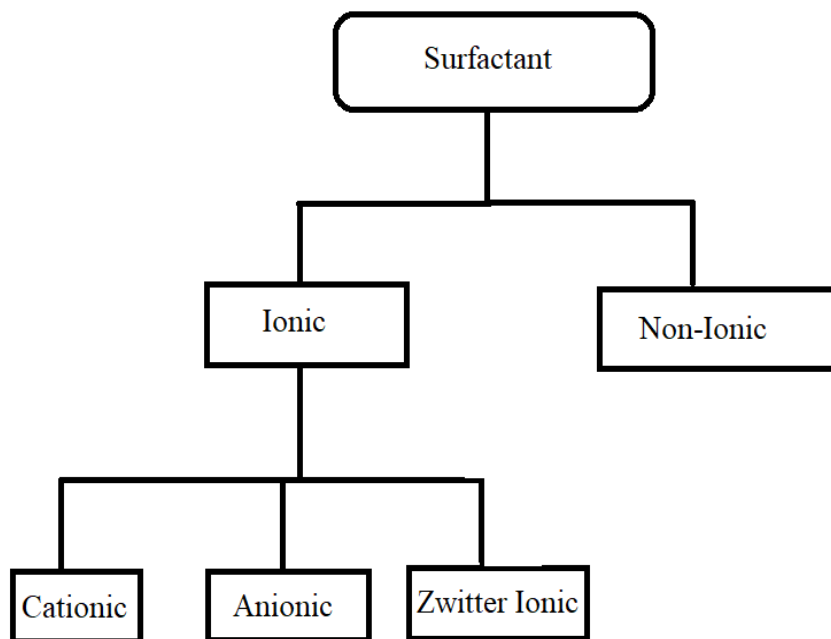 Surfactant
Ionic
Non-Ionic
Cationic
Anionic
Zwitter Ionic